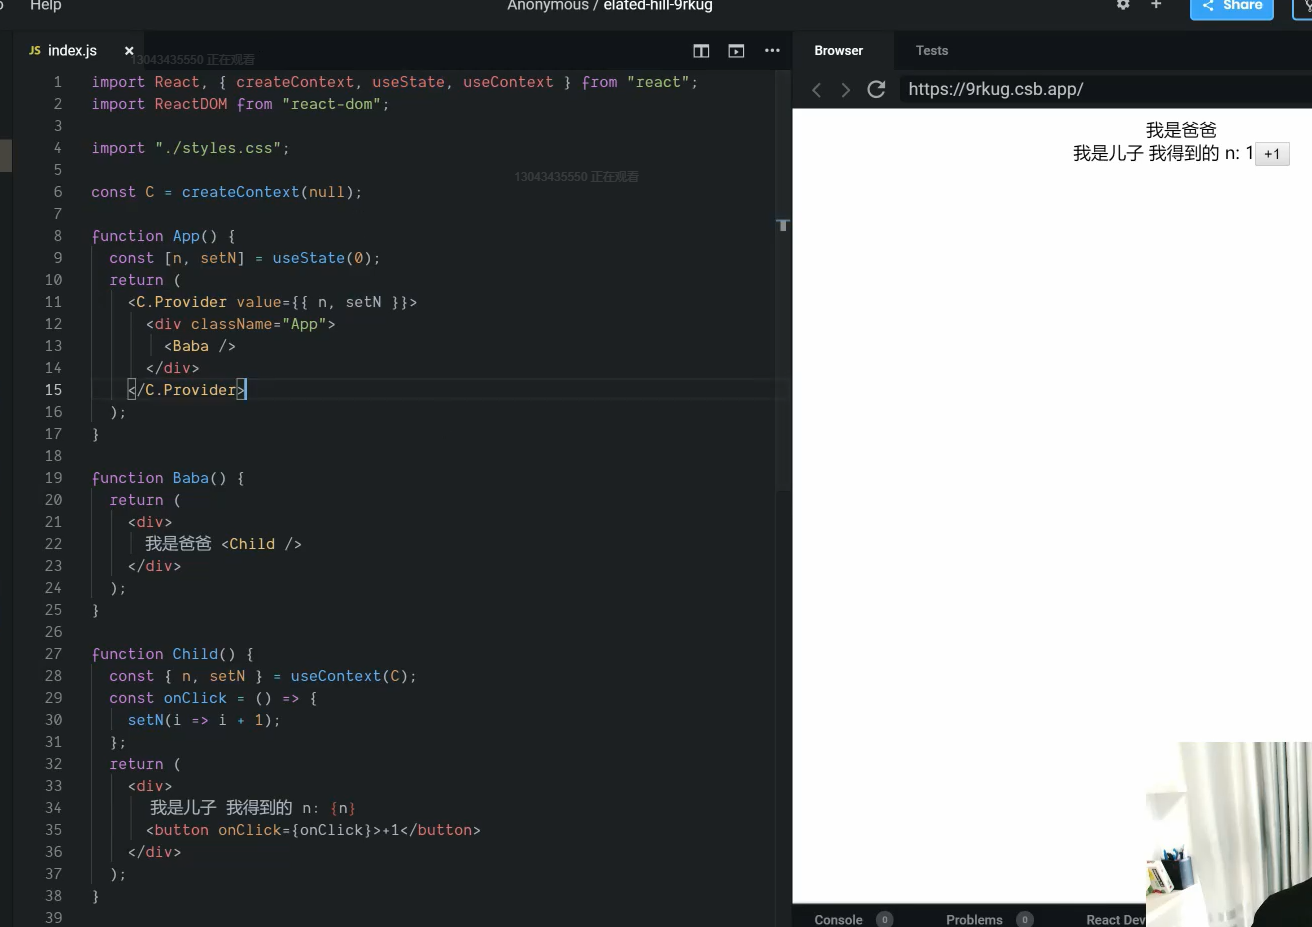 Help
Anonymous / elated-hill-9rkug
+
Share
JS index.js ×
13043435550 正在观看
Browser Tests
https://9rkug.csb.app/
1 import React, { createContext, useState, useContext } from "react";
2 import ReactDOM from "react-dom";
3
4 import "./styles.css";
5
13043435550 正在观看
6 const C = createContext(null);
7
8 function App() {
9 const [n, setN] = useState(0);
10 return (
11 <C.Provider value={{ n, setN }}>
12 <div className="App">
13 <Baba />
14 </div>
15 </C.Provider>
16 );
17 }
18
19 function Baba() {
20 return (
21 <div>
22 我是爸爸 <Child />
23 </div>
24 );
25 }
26
27 function Child() {
28 const { n, setN } = useContext(C);
29 const onClick = () => {
30 setN(i => i + 1);
31 };
32 return (
33 <div>
34 我是儿子 我得到的 n: {n}
35 <button onClick={onClick}>+1</button>
36 </div>
37 );
38 }
39
我是爸爸
我是儿子 我得到的 n: 1 +1
Console 0 Problems 0 React Dev